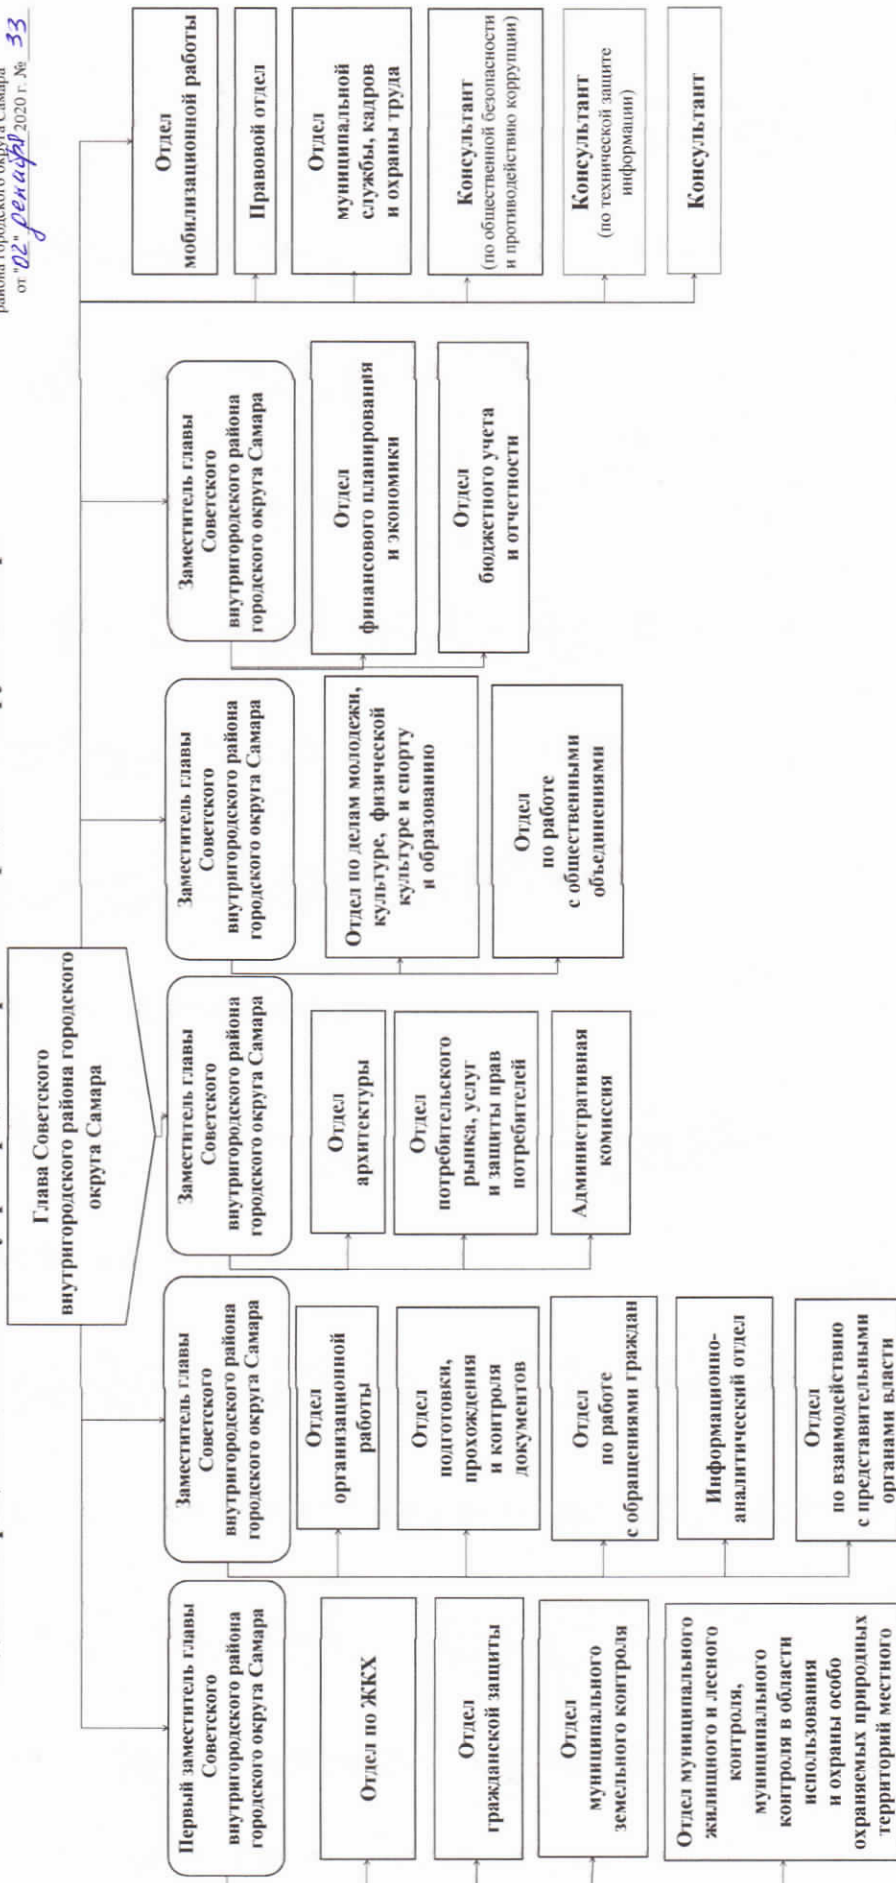 района городского округа Самара
от "02" декабря 2020 г. № 33
Глава Советского
внутригородского района городского
округа Самара
Первый заместитель главы
Советского
внутригородского района
городского округа Самара
Отдел по ЖКХ
Отдел
гражданской защиты
Отдел
муниципального
земельного контроля
Отдел муниципального
жилищного и лесного
контроля,
муниципального
контроля в области
использования
и охраны особо
охраняемых природных
территорий местного
Заместитель главы
Советского
внутригородского района
городского округа Самара
Отдел
организационной
работы
Отдел
подготовки,
прохождения
и контроля
документов
Отдел
по работе
с обращениями граждан
Информационно-
аналитический отдел
Отдел
по взаимодействию
с представительными
органами власти
Заместитель главы
Советского
внутригородского района
городского округа Самара
Отдел
архитектуры
Отдел
потребительского
рынка, услуг
и защиты прав
потребителей
Административная
комиссия
Заместитель главы
Советского
внутригородского района
городского округа Самара
Отдел по делам молодежи,
культуре, физической
культуре и спорту
и образованию
Отдел
по работе
с общественными
объединениями
Заместитель главы
Советского
внутригородского района
городского округа Самара
Отдел
финансового планирования
и экономики
Отдел
бюджетного учета
и отчетности
Отдел
мобилизационной работы
Правовой отдел
Отдел
муниципальной
службы, кадров
и охраны труда
Консультант
(по общественной безопасности
и противодействию коррупции)
Консультант
(по технической защите
информации)
Консультант